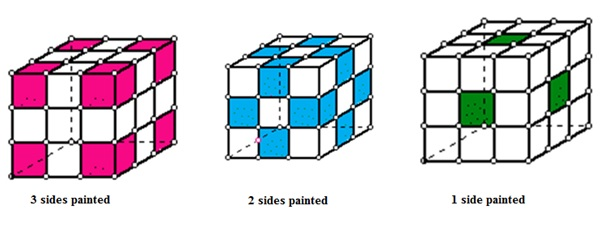 3 sides painted
2 sides painted
1 side painted